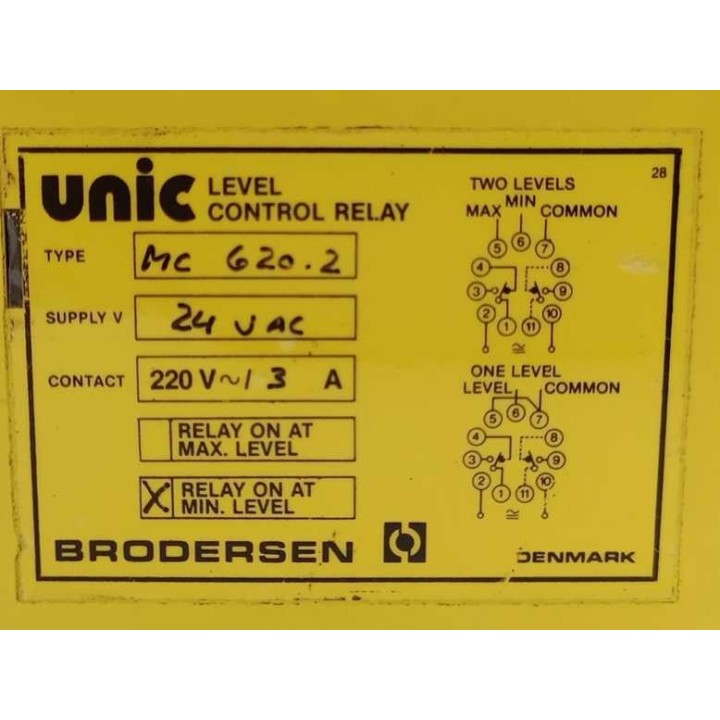 unic LEVEL CONTROL RELAY
28
TYPE MC 620.2
SUPPLY V 24 V AC
CONTACT 220 V ~/ 3 A
RELAY ON AT
MAX. LEVEL
X RELAY ON AT
MIN. LEVEL
BRODERSEN
DENMARK
TWO LEVELS
MIN
MAX COMMON
5 6 7
4 8
3 9
2 10
1 11
≅
ONE LEVEL
LEVEL COMMON
5 6 7
4 8
3 9
2 10
1 11
≅